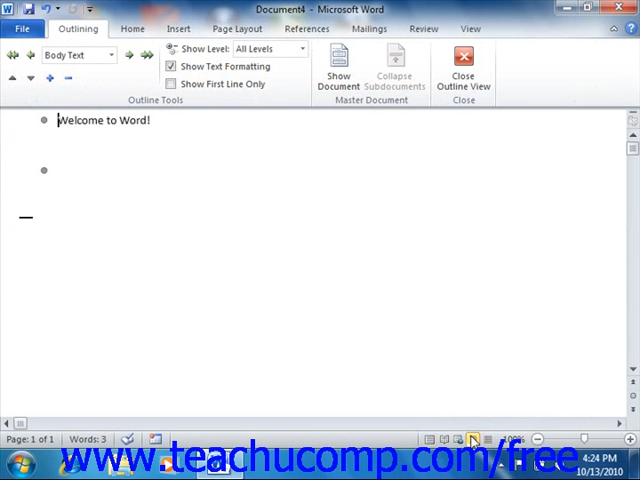 Document4 - Microsoft Word
File Outlining Home Insert Page Layout References Mailings Review View
Body Text
Show Level: All Levels
Show Text Formatting
Show First Line Only
Show Document
Collapse Subdocuments
Close Outline View
Outline Tools Master Document Close
Welcome to Word!
Page: 1 of 1 Words: 3 100%
www.teachucomp.com/free
4:24 PM
10/13/2010